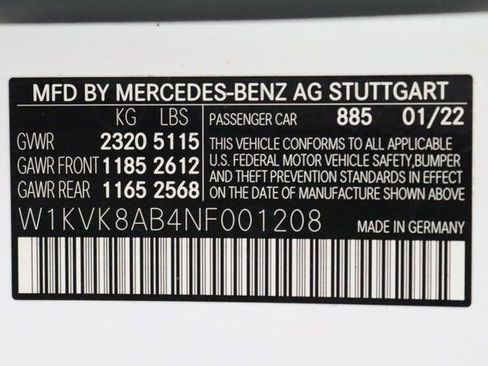 MFD BY MERCEDES-BENZ AG STUTTGART
KG LBS
GVWR 2320 5115
GAWR FRONT 1185 2612
GAWR REAR 1165 2568
PASSENGER CAR 885 01/22
THIS VEHICLE CONFORMS TO ALL APPLICABLE
U.S. FEDERAL MOTOR VEHICLE SAFETY,BUMPER
AND THEFT PREVENTION STANDARDS IN EFFECT
ON THE DATE OF MANUFACTURE SHOWN ABOVE
W1KVK8AB4NF001208 MADE IN GERMANY